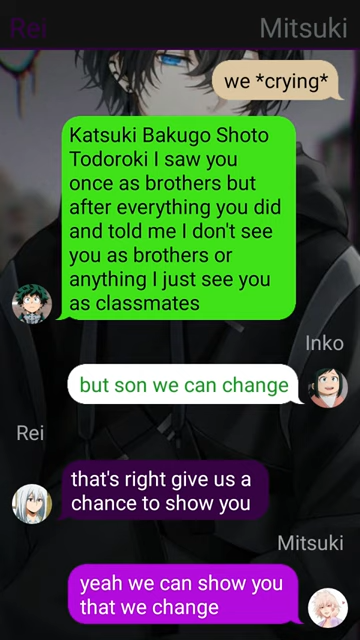 Rei
Mitsuki
we *crying*
Katsuki Bakugo Shoto
Todoroki I saw you
once as brothers but
after everything you did
and told me I don't see
you as brothers or
anything I just see you
as classmates
Inko
but son we can change
Rei
that's right give us a
chance to show you
Mitsuki
yeah we can show you
that we change